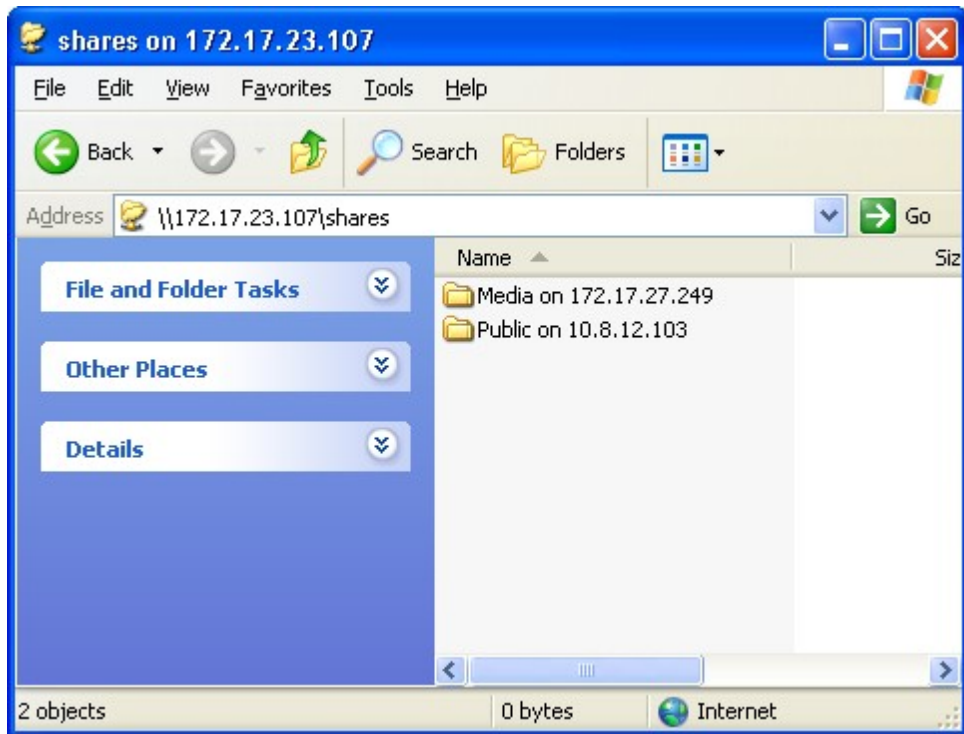 shares on 172.17.23.107
File Edit View Favorites Tools Help
Back Search Folders
Address \\172.17.23.107\shares Go
Name Siz
File and Folder Tasks
Media on 172.17.27.249
Public on 10.8.12.103
Other Places
Details
2 objects 0 bytes Internet